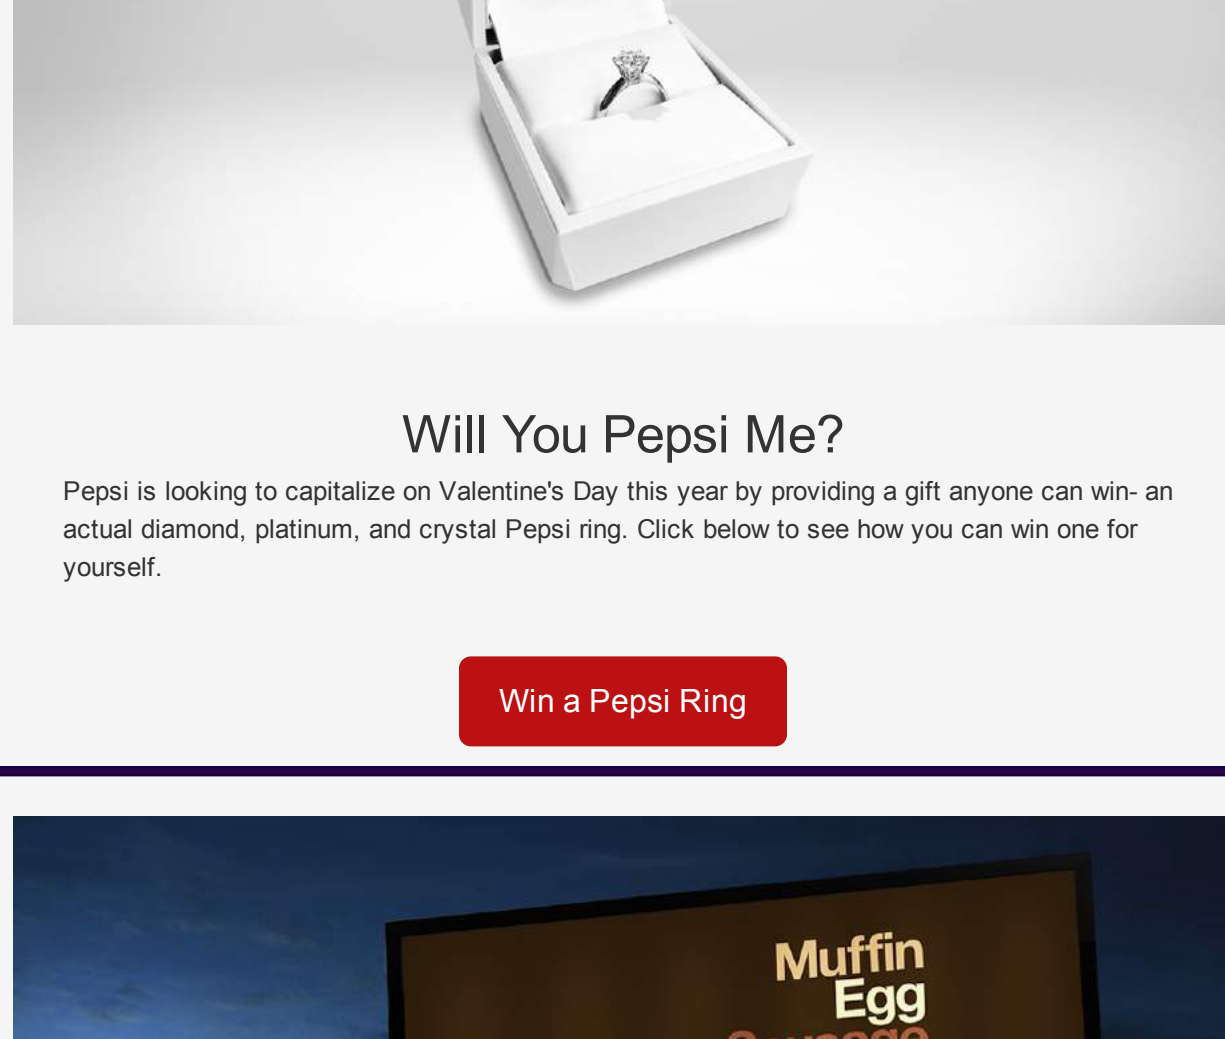 Will You Pepsi Me?
Pepsi is looking to capitalize on Valentine's Day this year by providing a gift anyone can win- an
actual diamond, platinum, and crystal Pepsi ring. Click below to see how you can win one for
yourself.
Win a Pepsi Ring
Muffin
Egg
Sausage